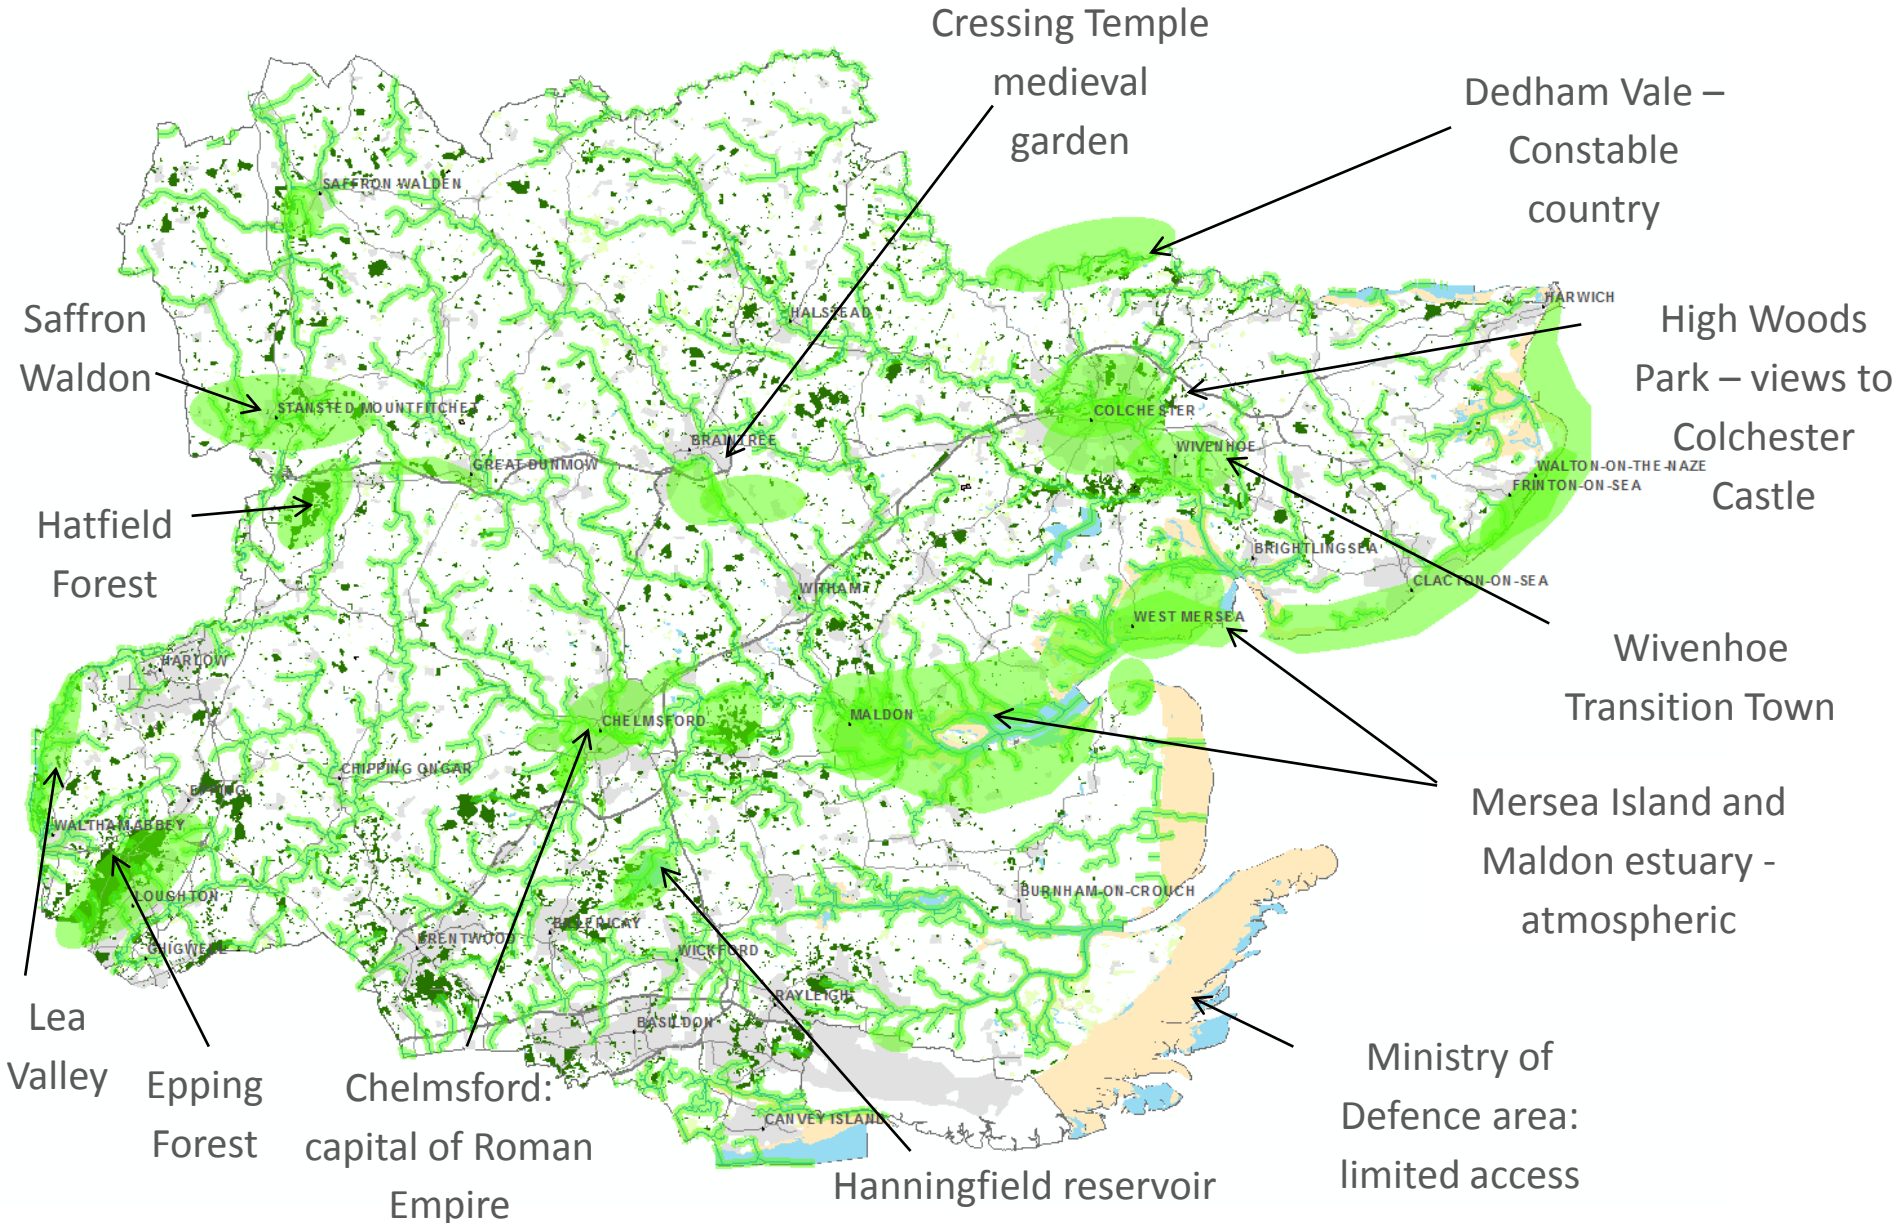 Cressing Temple
medieval
garden
Dedham Vale –
Constable
country
SAFFRON WALDEN
Saffron
Waldon
HALSTEAD
HARWICH
High Woods
Park – views to
Colchester
Castle
STANSTED MOUNTFITCHET
COLCHESTER
BRAINTREE
WIVENHOE
GREAT DUNMOW
WALTON-ON-THE-NAZE
FRINTON-ON-SEA
Hatfield
Forest
BRIGHTLINGSEA
CLACTON-ON-SEA
WITHAM
WEST MERSEA
Wivenhoe
Transition Town
HARLOW
CHELMSFORD
MALDON
CHIPPING ONGAR
EPPING
Mersea Island and
Maldon estuary -
atmospheric
WALTHAM ABBEY
LOUGHTON
BURNHAM-ON-CROUCH
CHIGWELL
BRENTWOOD
BILLERICAY
WICKFORD
RAYLEIGH
BASILDON
Lea
Valley
Epping
Forest
Chelmsford:
capital of Roman
Empire
CANVEY ISLAND
Hanningfield reservoir
Ministry of
Defence area:
limited access